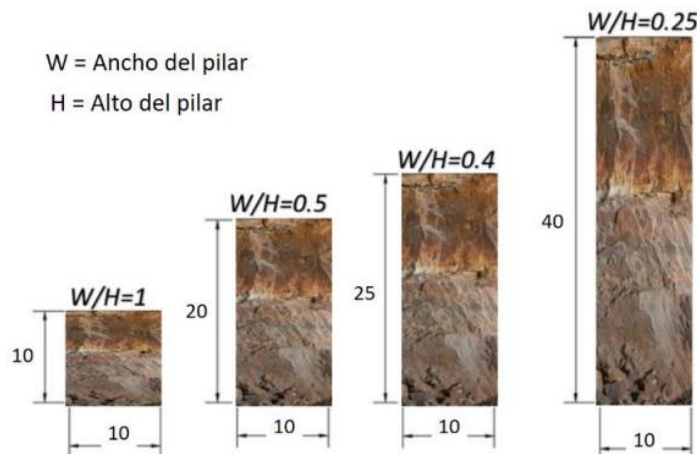 W = Ancho del pilar
H = Alto del pilar
W/H=1
10
10
W/H=0.5
20
10
W/H=0.4
25
10
W/H=0.25
40
10